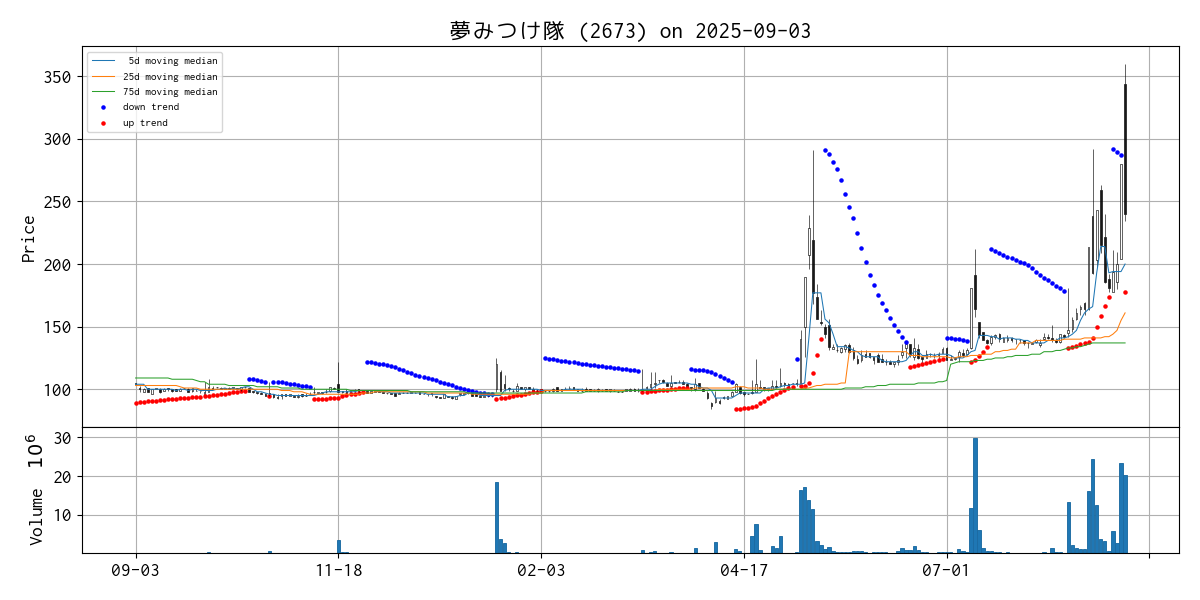 夢みつけ隊 (2673) on 2025-09-03
5d moving median
25d moving median
75d moving median
down trend
up trend
Price
350
300
250
200
150
100
Volume 10^6
30
20
10
09-03 11-18 02-03 04-17 07-01